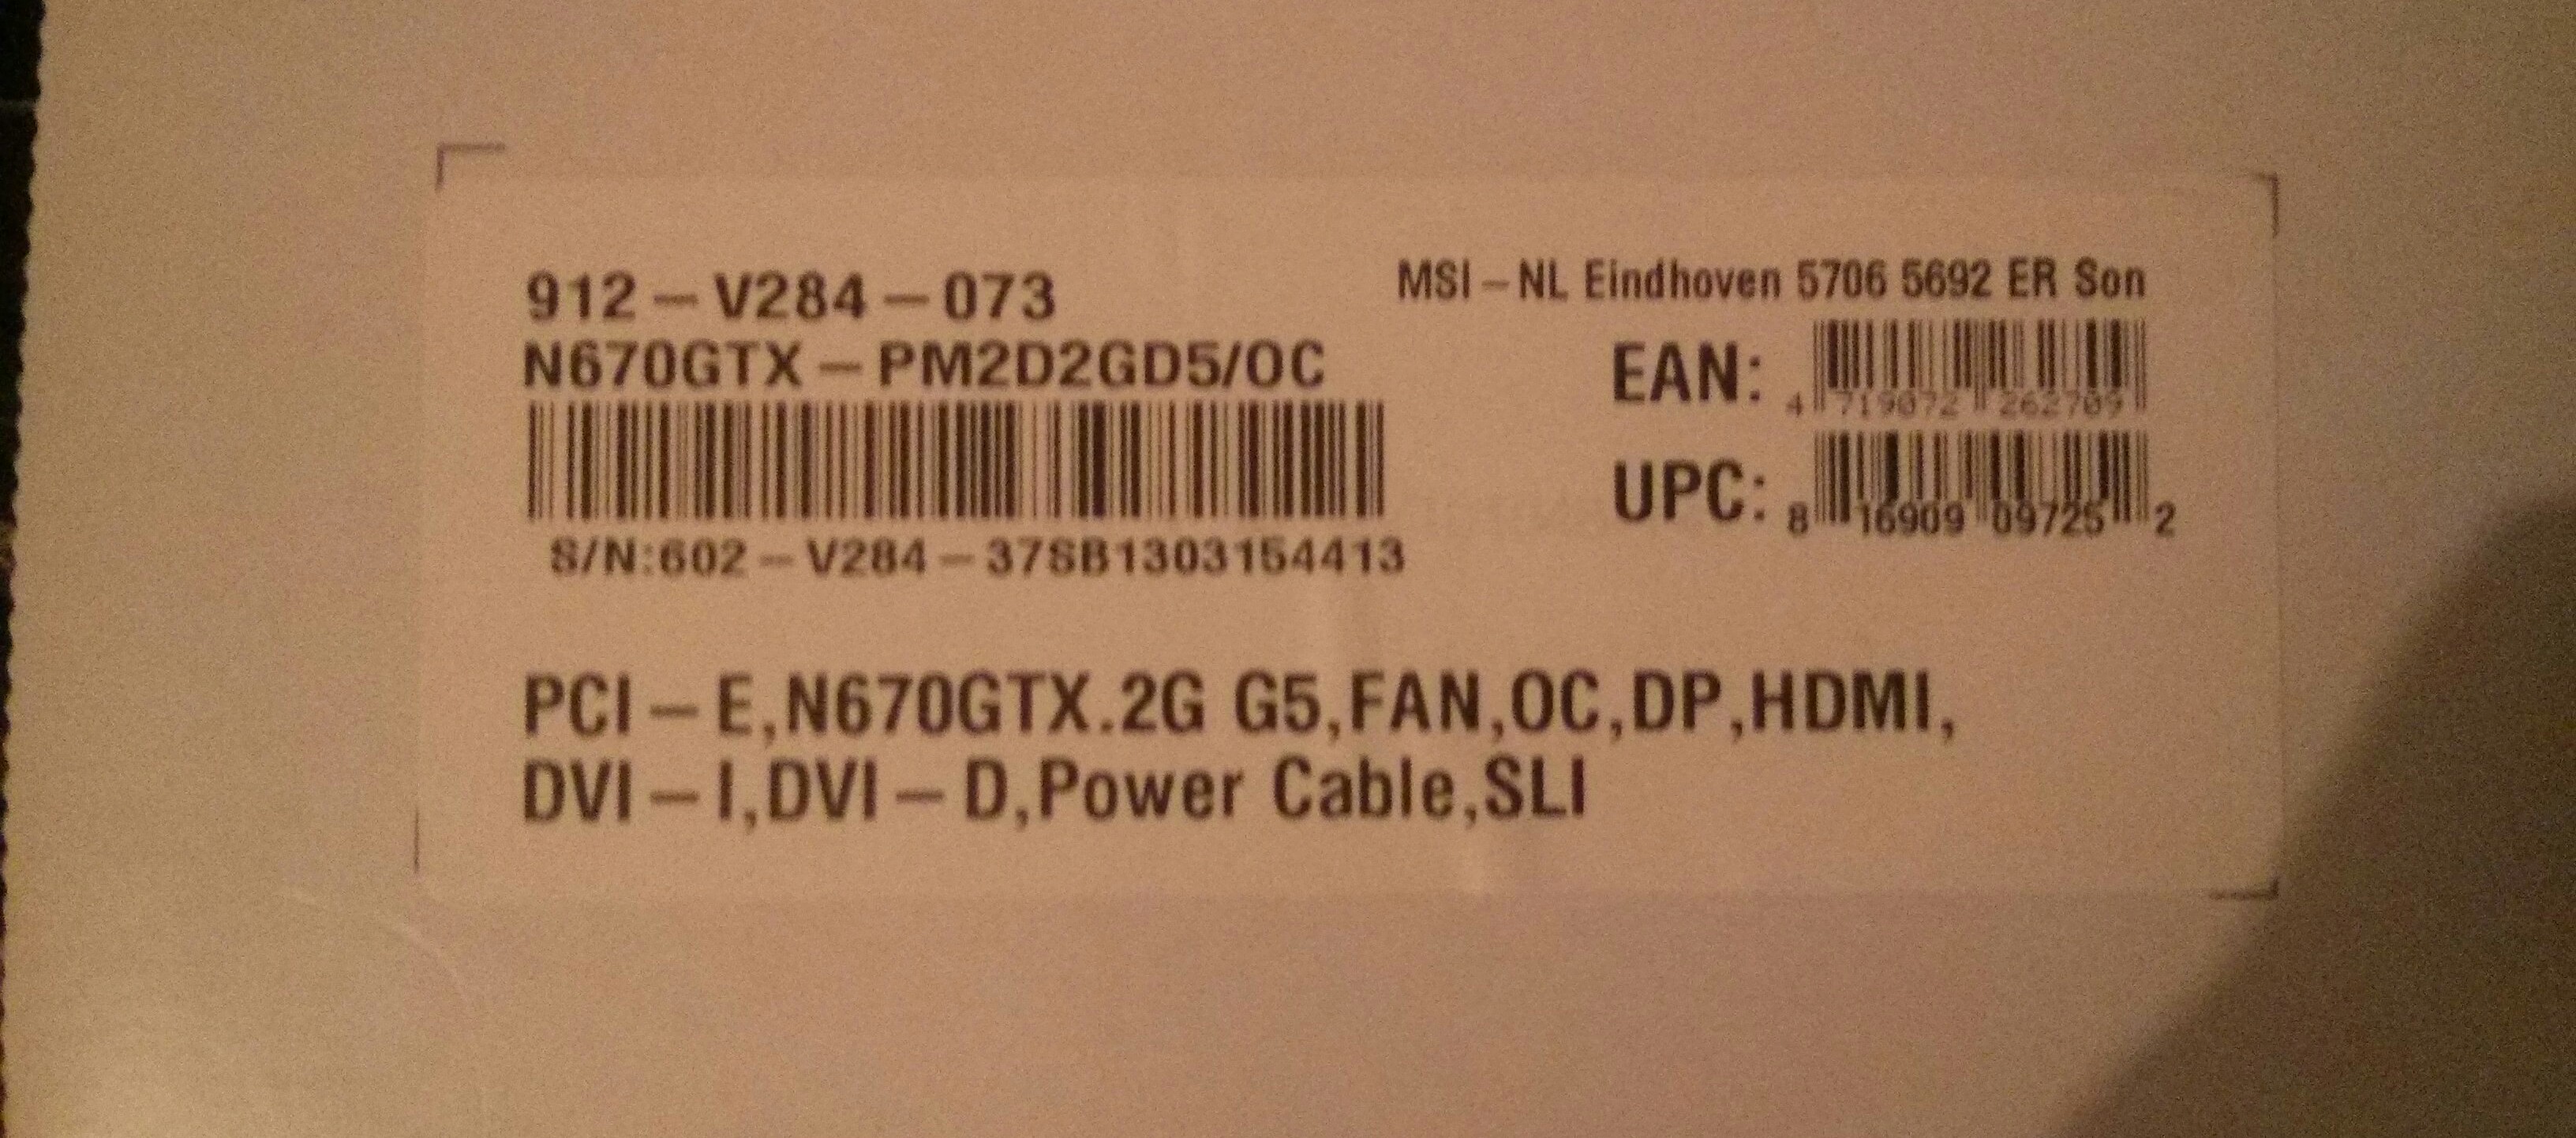 912-V284-073
N670GTX-PM2D2GD5/OC
S/N:602-V284-37SB1303154413
MSI-NL Eindhoven 5706 5692 ER Son
EAN: 4 719072 262709
UPC: 8 16909 09725 2
PCI-E,N670GTX.2G G5,FAN,OC,DP,HDMI,
DVI-I,DVI-D,Power Cable,SLI